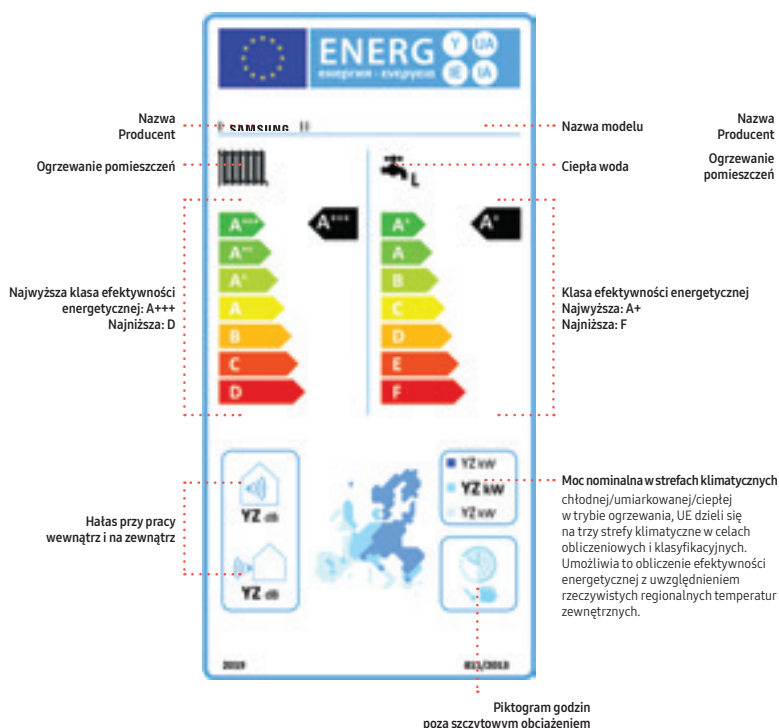 ENERG Y UA
енергия · ενεργεια IE IA
Nazwa
Producent
SAMSUNG
Nazwa modelu
Nazwa
Producent
Ogrzewanie pomieszczeń
L
Ciepła woda
Ogrzewanie
pomieszczeń
A+++
A++
A+
A
B
C
D
A+++
A+
A
B
C
D
E
F
A+
Najwyższa klasa efektywności
energetycznej: A+++
Najniższa: D
Klasa efektywności energetycznej
Najwyższa: A+
Najniższa: F
Hałas przy pracy
wewnątrz i na zewnątrz
YZ dB
YZ dB
YZ kW
YZ kW
YZ kW
Moc nominalna w strefach klimatycznych
chłodnej/umiarkowanej/ciepłej
w trybie ogrzewania, UE dzieli się
na trzy strefy klimatyczne w celach
obliczeniowych i klasyfikacyjnych.
Umożliwia to obliczenie efektywności
energetycznej z uwzględnieniem
rzeczywistych regionalnych temperatur
zewnętrznych.
2019
811/2013
Piktogram godzin
poza szczytowym obciążeniem